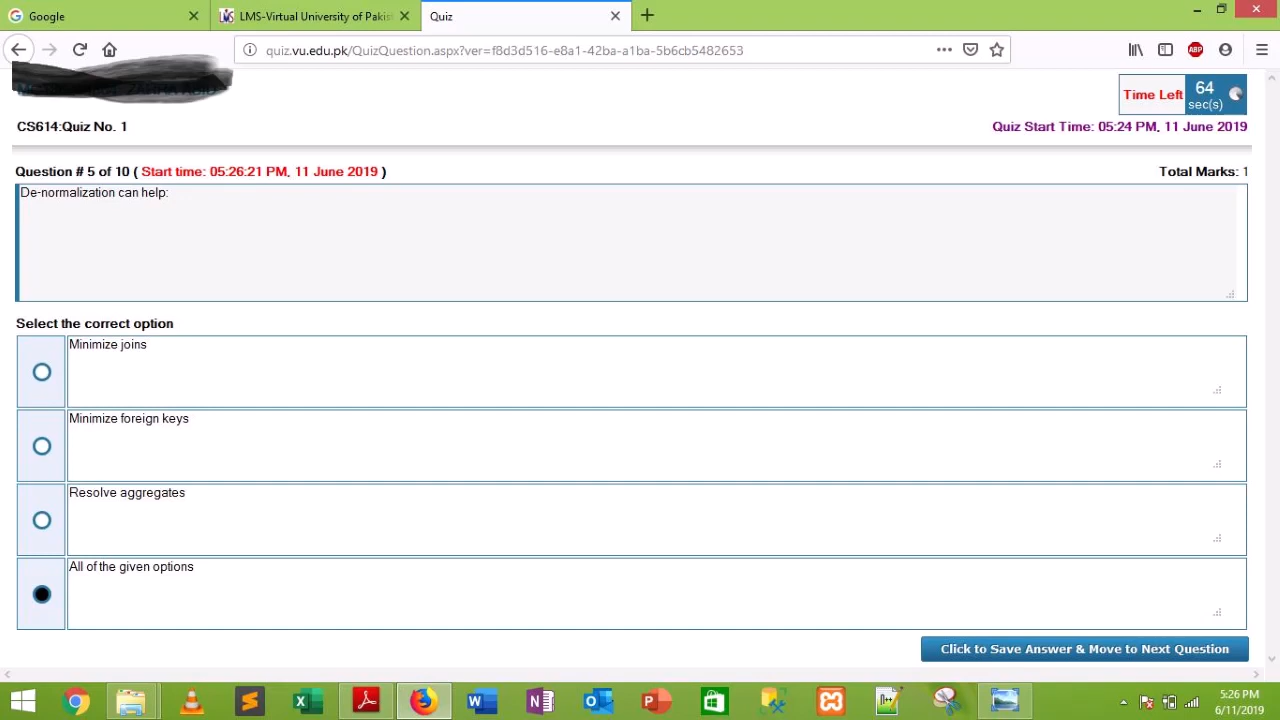 Google
LMS-Virtual University of Pakis
Quiz
quiz.vu.edu.pk/QuizQuestion.aspx?ver=f8d3d516-e8a1-42ba-a1ba-5b6cb5482653
ABP
Time Left 64 sec(s)
CS614:Quiz No. 1
Quiz Start Time: 05:24 PM, 11 June 2019
Question # 5 of 10 ( Start time: 05:26:21 PM, 11 June 2019 )
Total Marks: 1
De-normalization can help:
Select the correct option
Minimize joins
Minimize foreign keys
Resolve aggregates
All of the given options
Click to Save Answer & Move to Next Question
5:26 PM
6/11/2019